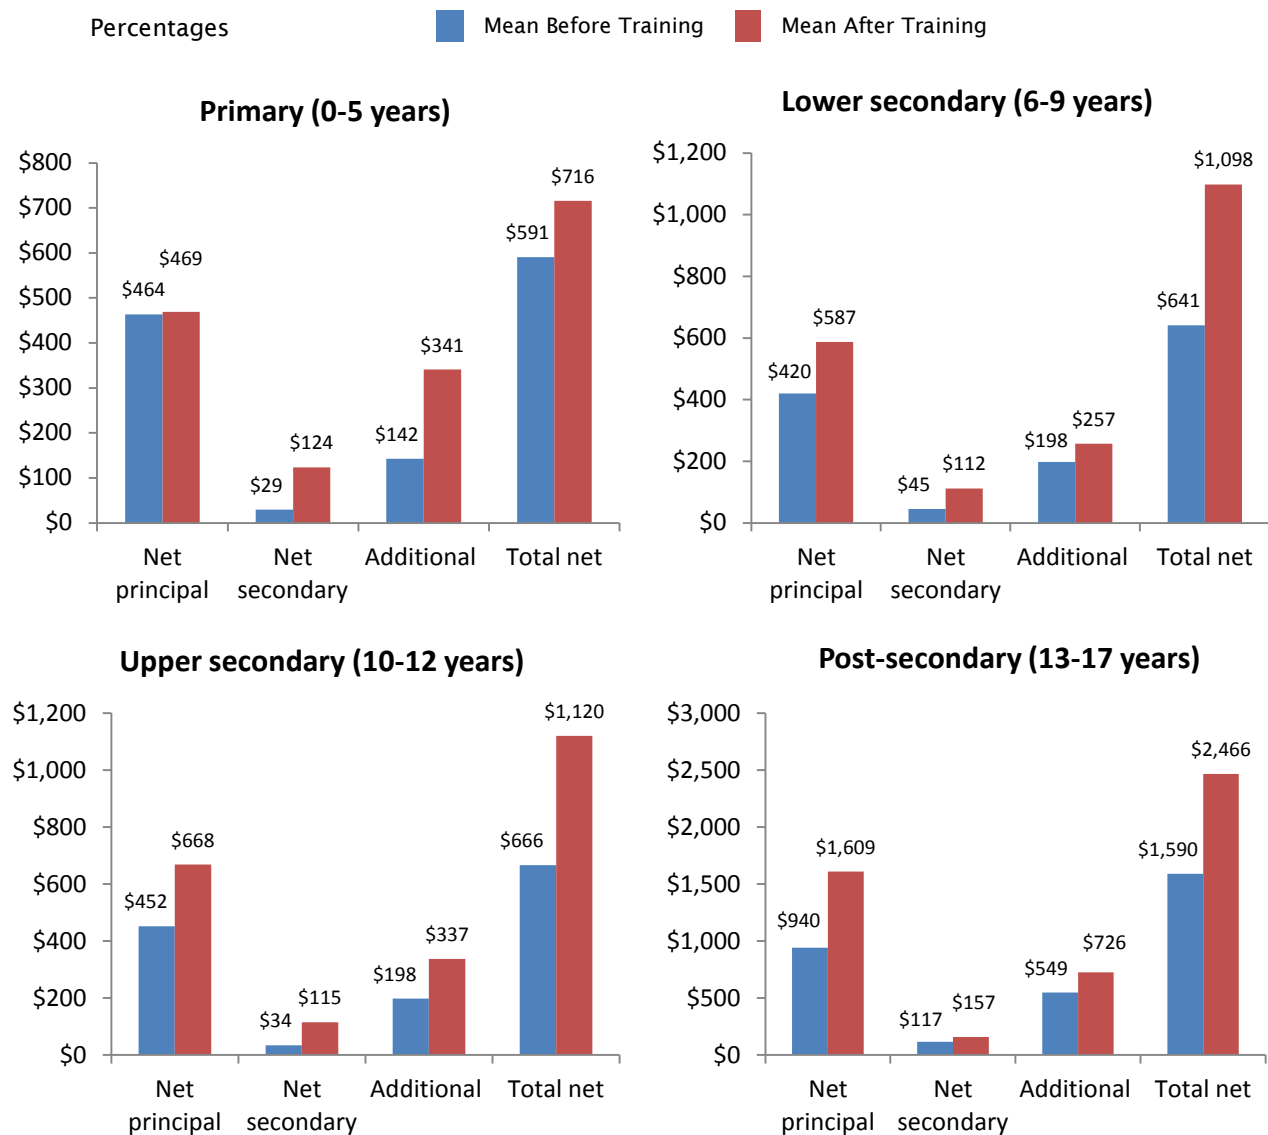 Percentages
Mean Before Training
Mean After Training
Primary (0-5 years)
$800
$700
$600
$500
$400
$300
$200
$100
$0
$464
$469
$29
$124
$142
$341
$591
$716
Net principal
Net secondary
Additional
Total net
Lower secondary (6-9 years)
$1,200
$1,000
$800
$600
$400
$200
$0
$420
$587
$45
$112
$198
$257
$641
$1,098
Net principal
Net secondary
Additional
Total net
Upper secondary (10-12 years)
$1,200
$1,000
$800
$600
$400
$200
$0
$452
$668
$34
$115
$198
$337
$666
$1,120
Net principal
Net secondary
Additional
Total net
Post-secondary (13-17 years)
$3,000
$2,500
$2,000
$1,500
$1,000
$500
$0
$940
$1,609
$117
$157
$549
$726
$1,590
$2,466
Net principal
Net secondary
Additional
Total net